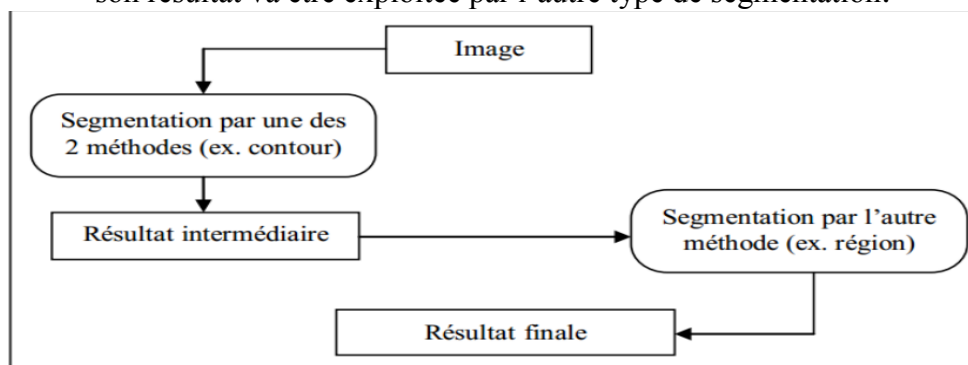 son résultat va être exploitée par l'autre type de segmentation.
Image
Segmentation par une des
2 méthodes (ex. contour)
Résultat intermédiaire
Segmentation par l'autre
méthode (ex. région)
Résultat finale